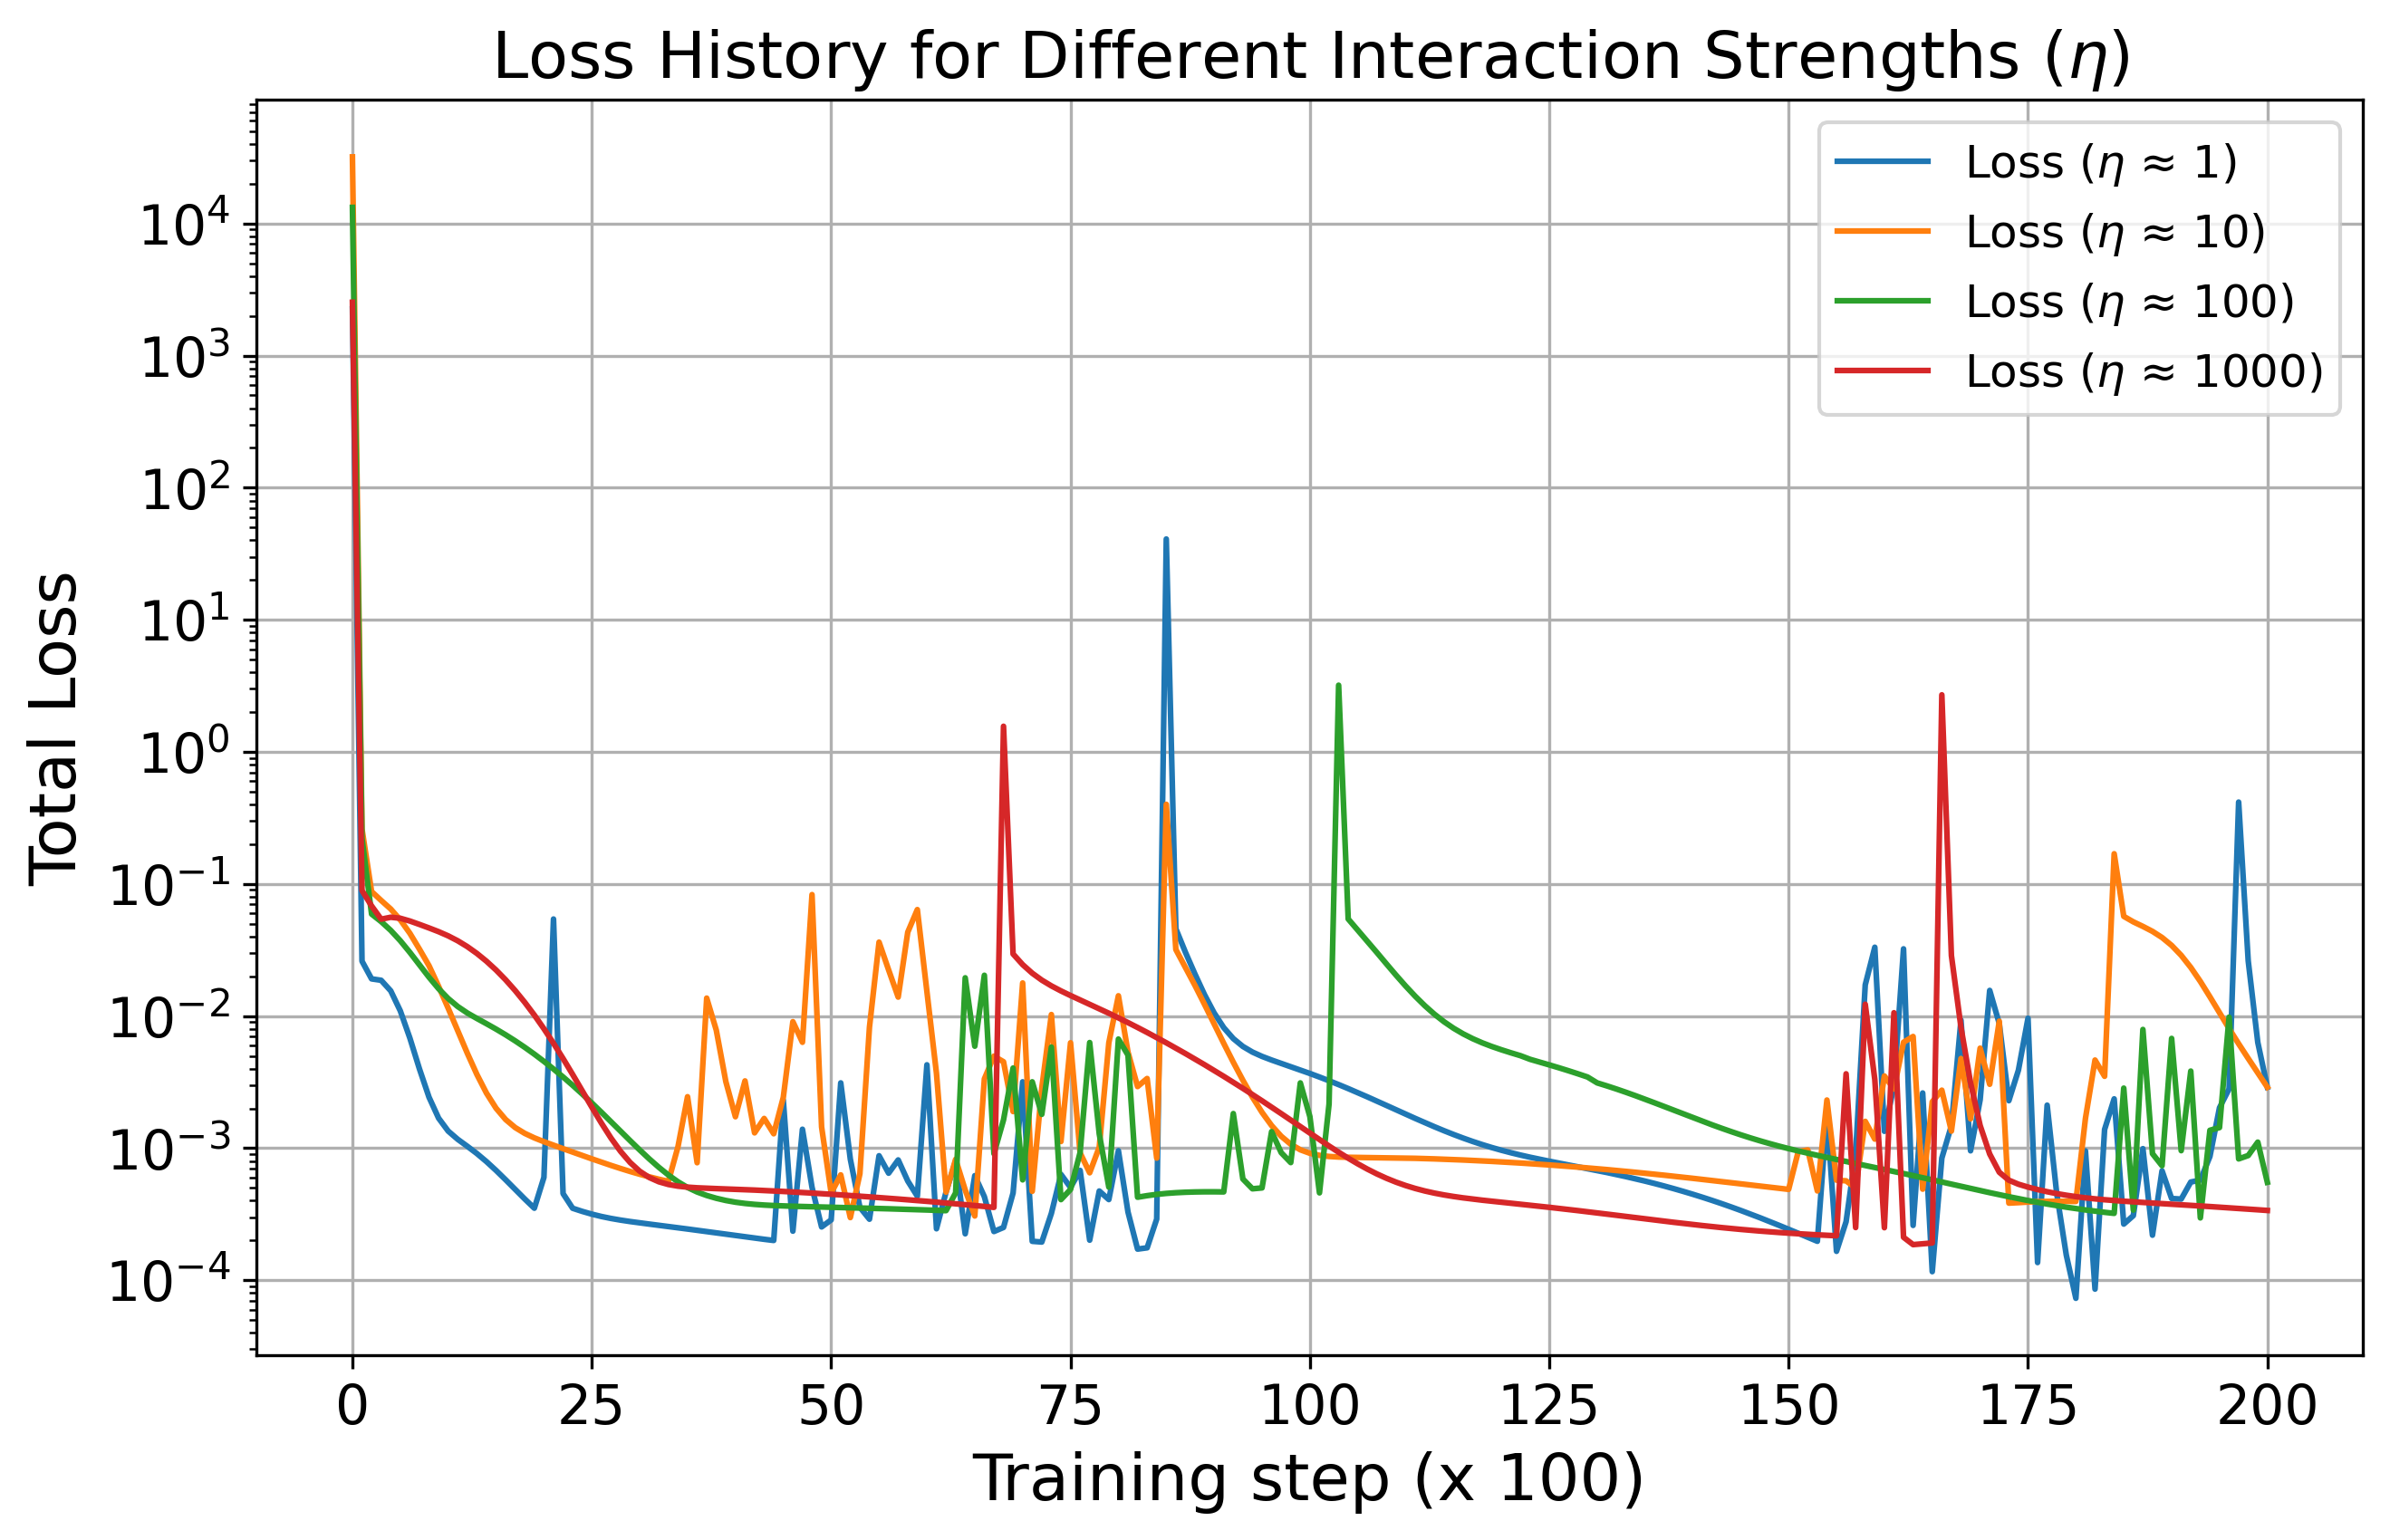 Loss History for Different Interaction Strengths (η)
Loss (η ≈ 1)
Loss (η ≈ 10)
Loss (η ≈ 100)
Loss (η ≈ 1000)
Total Loss
10⁴
10³
10²
10¹
10⁰
10⁻¹
10⁻²
10⁻³
10⁻⁴
0 25 50 75 100 125 150 175 200
Training step (x 100)